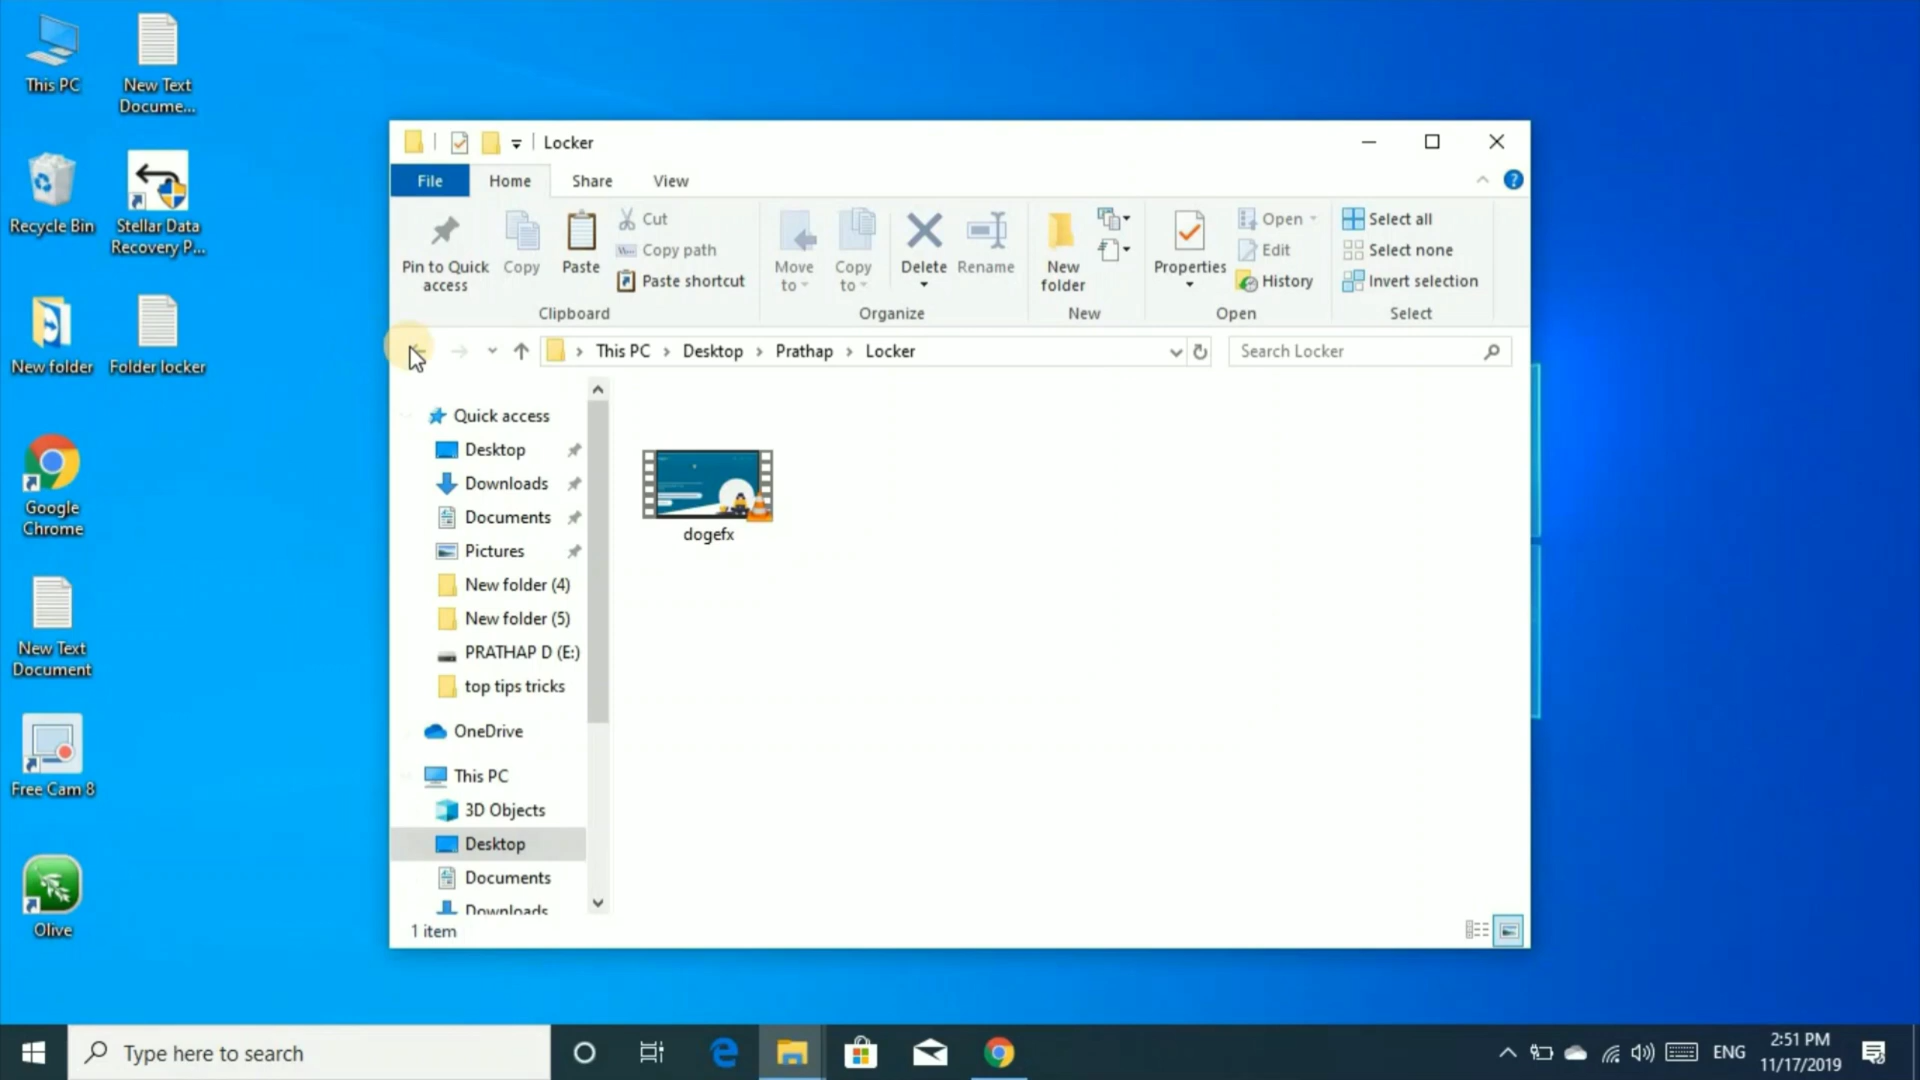 This PC
New Text
Docume...
Recycle Bin
Stellar Data
Recovery P...
New folder
Folder locker
Google
Chrome
New Text
Document
Free Cam 8
Olive
Locker
File
Home
Share
View
Pin to Quick
access
Copy
Paste
Cut
Copy path
Paste shortcut
Clipboard
Move
to
Copy
to
Delete
Rename
Organize
New
folder
New
Properties
Open
Edit
History
Open
Select all
Select none
Invert selection
Select
This PC > Desktop > Prathap > Locker
Search Locker
Quick access
Desktop
Downloads
Documents
Pictures
New folder (4)
New folder (5)
PRATHAP D (E:)
top tips tricks
OneDrive
This PC
3D Objects
Desktop
Documents
Downloads
dogefx
1 item
Type here to search
ENG
2:51 PM
11/17/2019